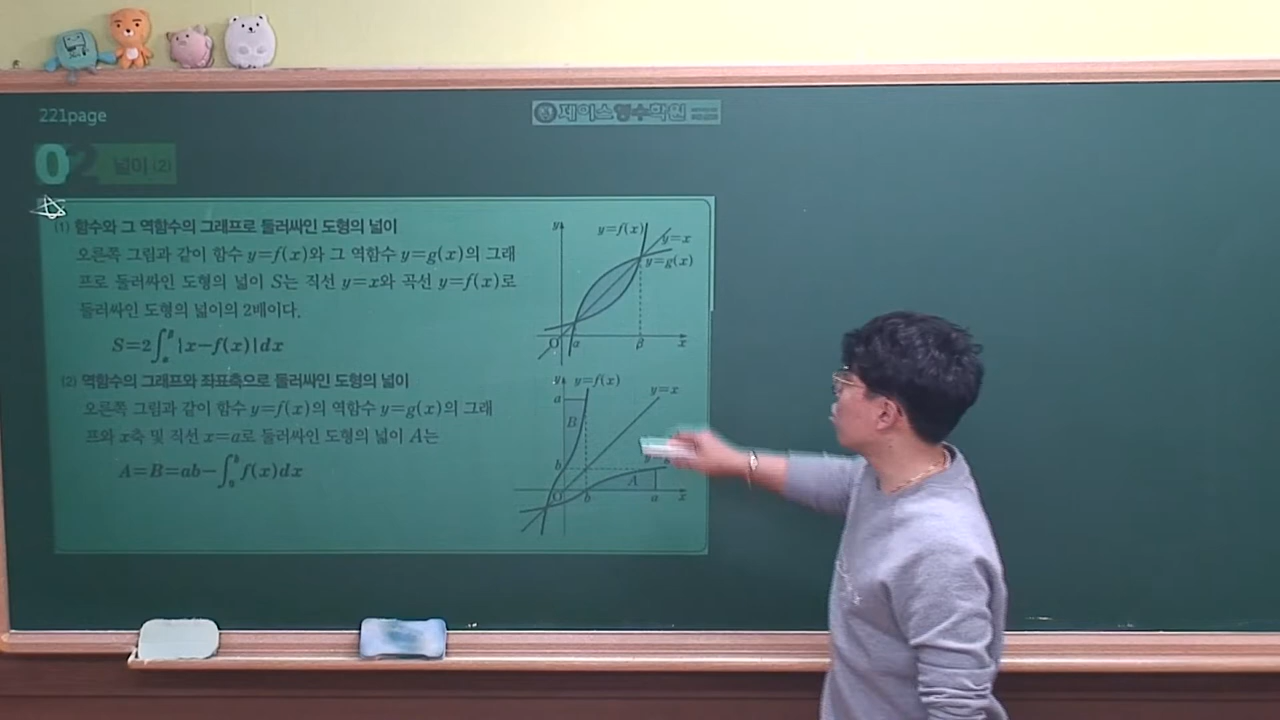 221page
제이스영수학원
02 넓이 (2)
(1) 함수와 그 역함수의 그래프로 둘러싸인 도형의 넓이
오른쪽 그림과 같이 함수 y=f(x)와 그 역함수 y=g(x)의 그래
프로 둘러싸인 도형의 넓이 S는 직선 y=x와 곡선 y=f(x)로
둘러싸인 도형의 넓이의 2배이다.
S=2∫_α^β |x-f(x)|dx
y y=f(x) y=x
y=g(x)
O α β x
(2) 역함수의 그래프와 좌표축으로 둘러싸인 도형의 넓이
오른쪽 그림과 같이 함수 y=f(x)의 역함수 y=g(x)의 그래
프와 x축 및 직선 x=a로 둘러싸인 도형의 넓이 A는
A=B=ab-∫_0^b f(x)dx
y y=f(x) y=x
a
B
b
A
O b a x